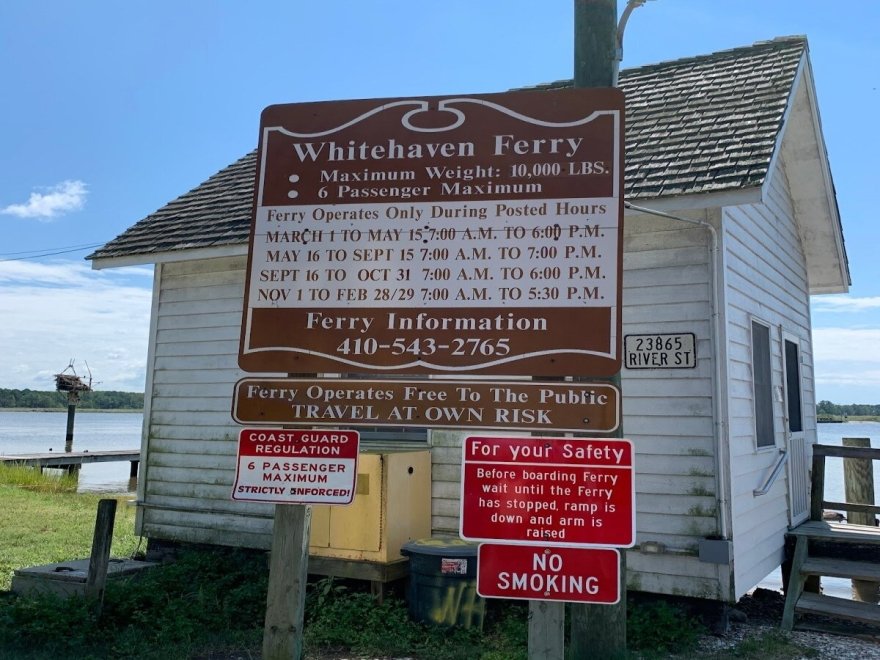 Whitehaven Ferry
Maximum Weight: 10,000 LBS.
6 Passenger Maximum
Ferry Operates Only During Posted Hours
MARCH 1 TO MAY 15 7:00 A.M. TO 6:00 P.M.
MAY 16 TO SEPT 15 7:00 A.M. TO 7:00 P.M.
SEPT 16 TO OCT 31 7:00 A.M. TO 6:00 P.M.
NOV 1 TO FEB 28/29 7:00 A.M. TO 5:30 P.M.
Ferry Information
410-543-2765
Ferry Operates Free To The Public
TRAVEL AT OWN RISK
23865
RIVER ST
COAST GUARD
REGULATION
6 PASSENGER
MAXIMUM
STRICTLY ENFORCED!
For your Safety
Before boarding Ferry
wait until the Ferry
has stopped, ramp is
down and arm is
raised
NO
SMOKING